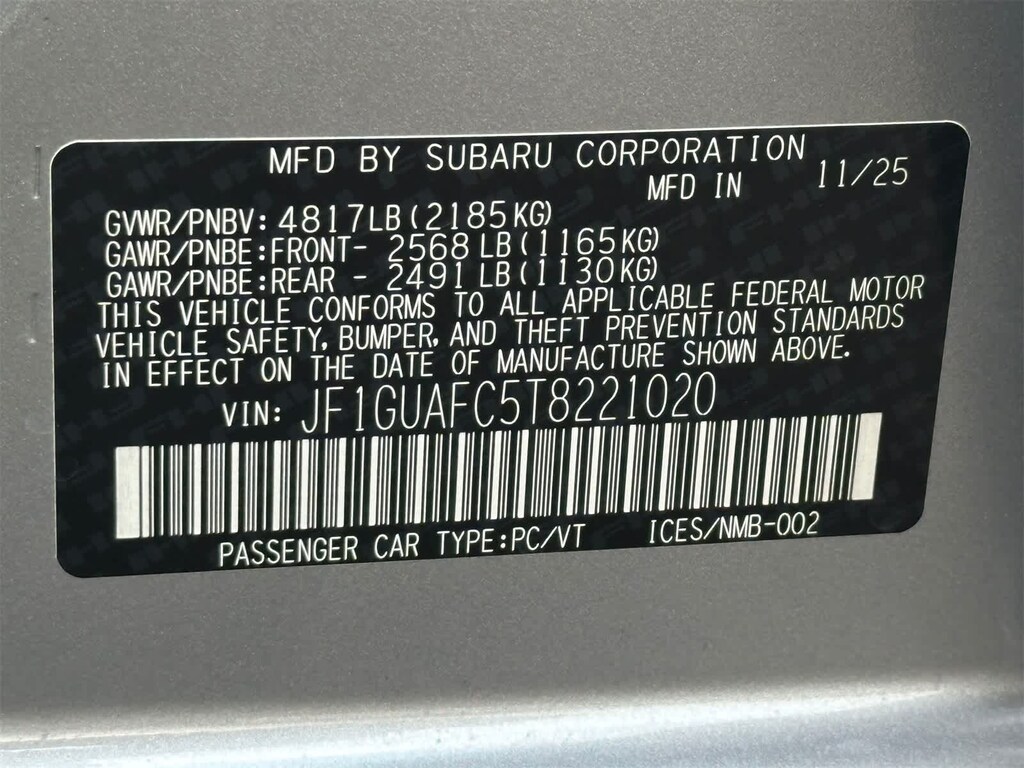 MFD BY SUBARU CORPORATION
MFD IN 11/25
GVWR/PNBV: 4817LB(2185KG)
GAWR/PNBE:FRONT- 2568 LB(1165KG)
GAWR/PNBE:REAR - 2491 LB(1130KG)
THIS VEHICLE CONFORMS TO ALL APPLICABLE FEDERAL MOTOR
VEHICLE SAFETY, BUMPER, AND THEFT PREVENTION STANDARDS
IN EFFECT ON THE DATE OF MANUFACTURE SHOWN ABOVE.
VIN: JF1GUAFC5T8221020
PASSENGER CAR TYPE:PC/VT ICES/NMB-002